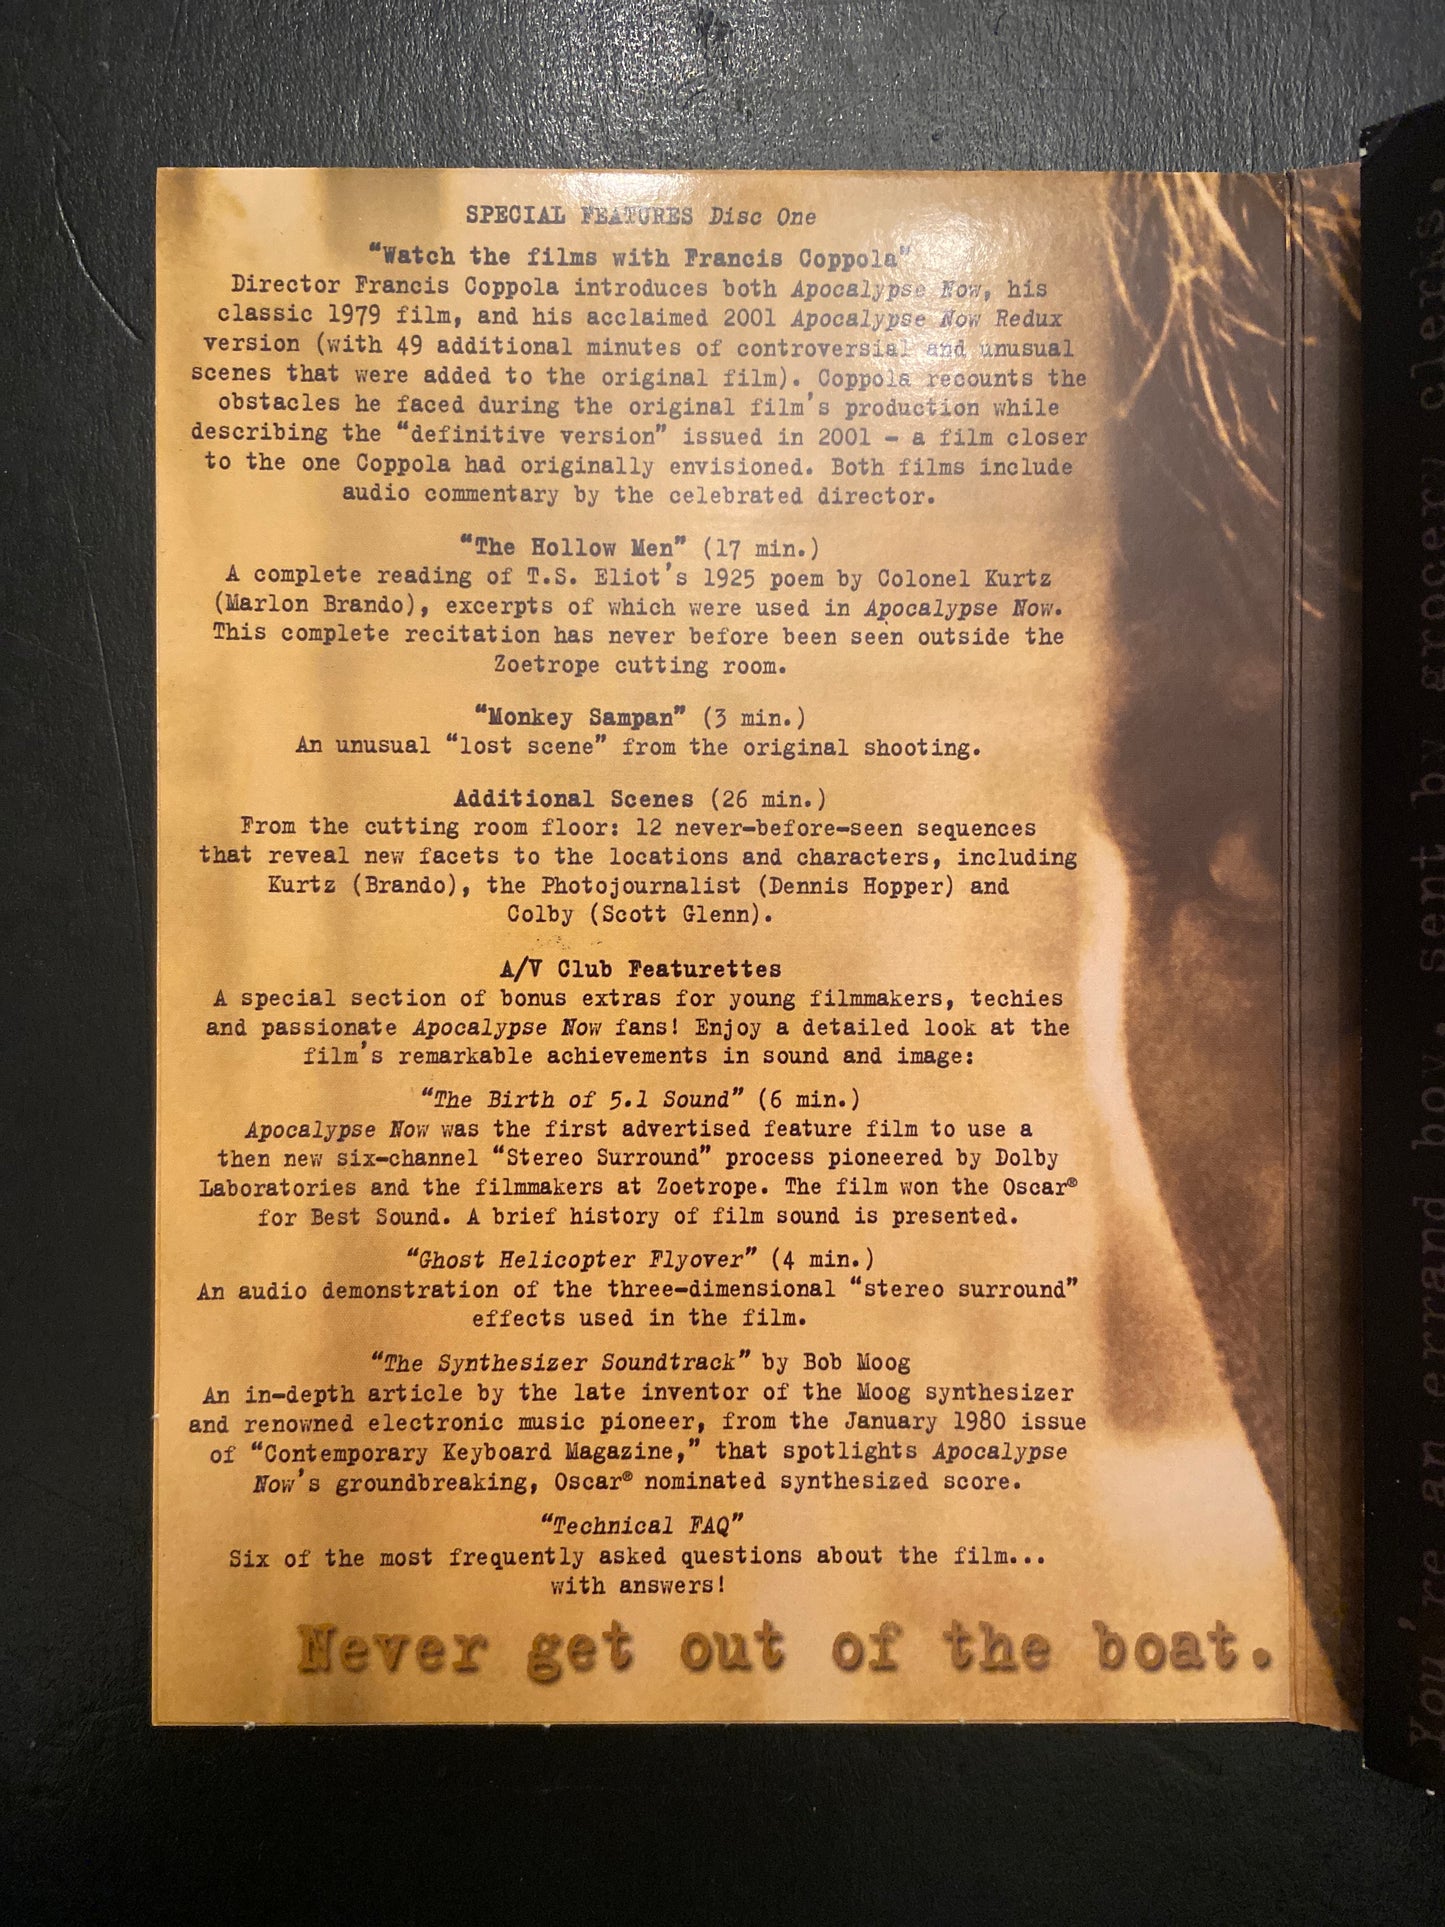 SPECIAL FEATURES Disc One
“Watch the films with Francis Coppola”
Director Francis Coppola introduces both Apocalypse Now, his
classic 1979 film, and his acclaimed 2001 Apocalypse Now Redux
version (with 49 additional minutes of controversial and unusual
scenes that were added to the original film). Coppola recounts the
obstacles he faced during the original film's production while
describing the “definitive version” issued in 2001 – a film closer
to the one Coppola had originally envisioned. Both films include
audio commentary by the celebrated director.
“The Hollow Men” (17 min.)
A complete reading of T.S. Eliot's 1925 poem by Colonel Kurtz
(Marlon Brando), excerpts of which were used in Apocalypse Now.
This complete recitation has never before been seen outside the
Zoetrope cutting room.
“Monkey Sampan” (3 min.)
An unusual “lost scene” from the original shooting.
Additional Scenes (26 min.)
From the cutting room floor: 12 never-before-seen sequences
that reveal new facets to the locations and characters, including
Kurtz (Brando), the Photojournalist (Dennis Hopper) and
Colby (Scott Glenn).
A/V Club Featurettes
A special section of bonus extras for young filmmakers, techies
and passionate Apocalypse Now fans! Enjoy a detailed look at the
film's remarkable achievements in sound and image:
“The Birth of 5.1 Sound” (6 min.)
Apocalypse Now was the first advertised feature film to use a
then new six-channel “Stereo Surround” process pioneered by Dolby
Laboratories and the filmmakers at Zoetrope. The film won the Oscar®
for Best Sound. A brief history of film sound is presented.
“Ghost Helicopter Flyover” (4 min.)
An audio demonstration of the three-dimensional “stereo surround”
effects used in the film.
“The Synthesizer Soundtrack” by Bob Moog
An in-depth article by the late inventor of the Moog synthesizer
and renowned electronic music pioneer, from the January 1980 issue
of “Contemporary Keyboard Magazine,” that spotlights Apocalypse
Now's groundbreaking, Oscar® nominated synthesized score.
“Technical FAQ”
Six of the most frequently asked questions about the film...
with answers!
Never get out of the boat.
You're an errand boy. sent by grocery clerks.